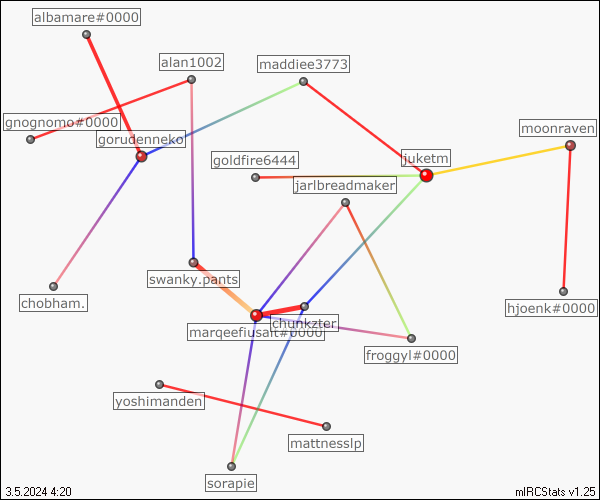 albamare#0000
alan1002
maddiee3773
gnognomo#0000
moonraven
gorudenneko
juketm
goldfire6444
jarlbreadmaker
swanky.pants
chobham.
hjoenk#0000
chunkzter
marqeefiusalt#0000
froggyl#0000
yoshimanden
mattnesslp
sorapie
3.5.2024 4:20
mIRCStats v1.25